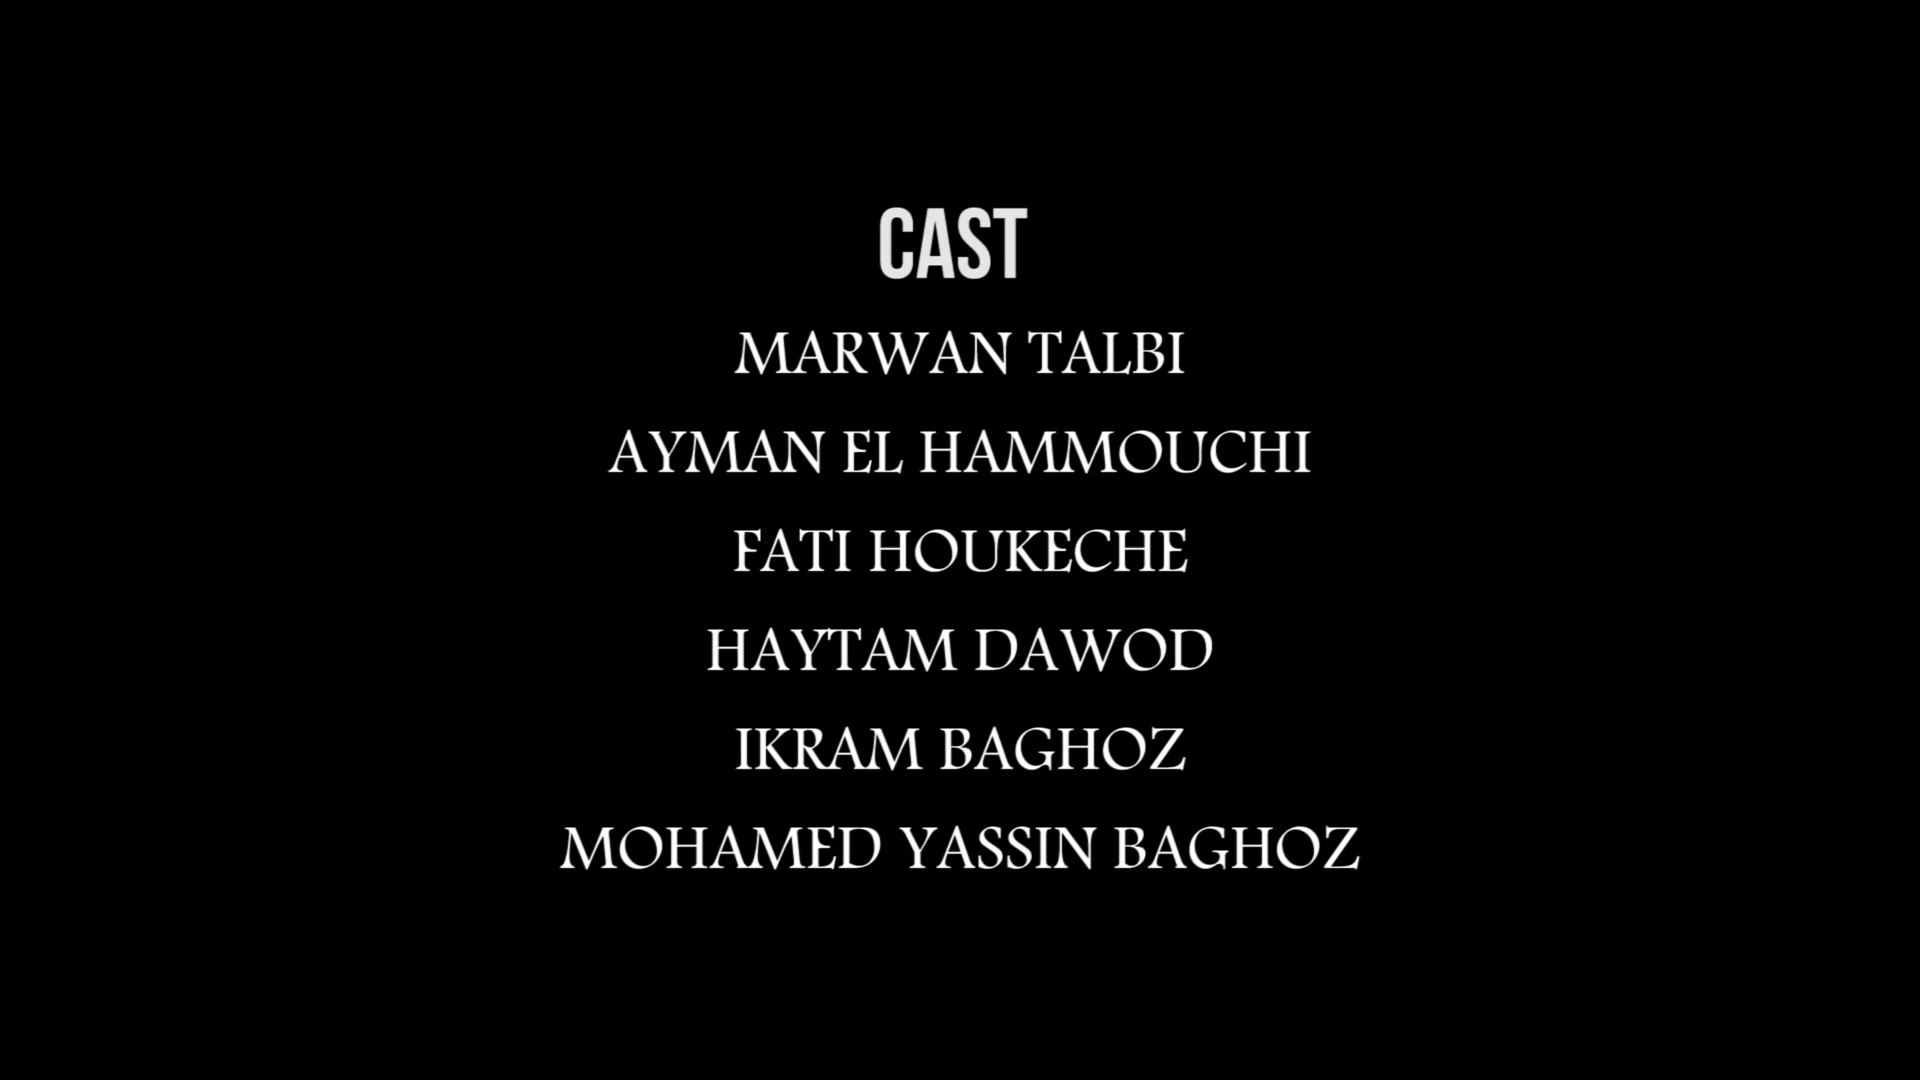 CAST
MARWAN TALBI
AYMAN EL HAMMOUCHI
FATI HOUKECHE
HAYTAM DAWOD
IKRAM BAGHOZ
MOHAMED YASSIN BAGHOZ